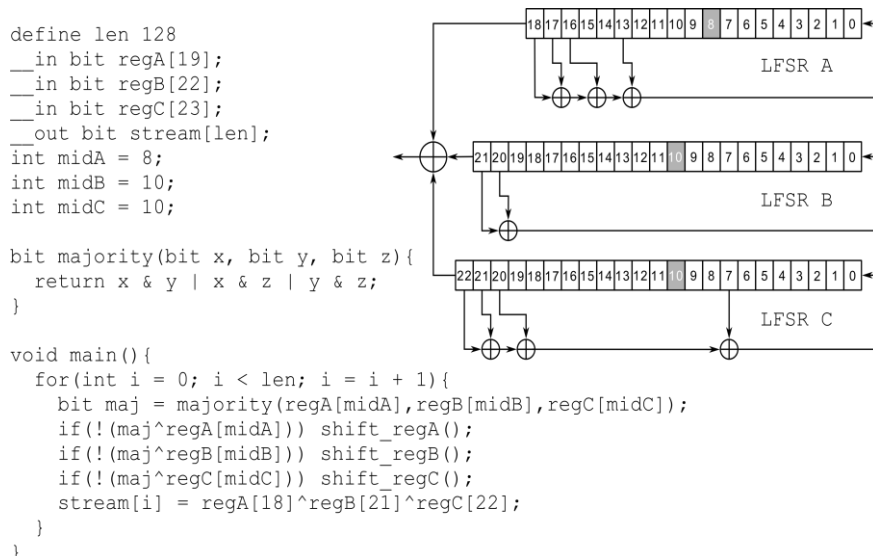 define len 128
__in bit regA[19];
__in bit regB[22];
__in bit regC[23];
__out bit stream[len];
int midA = 8;
int midB = 10;
int midC = 10;
bit majority(bit x, bit y, bit z){
return x & y | x & z | y & z;
}
void main(){
for(int i = 0; i < len; i = i + 1){
bit maj = majority(regA[midA],regB[midB],regC[midC]);
if(!(maj^regA[midA])) shift_regA();
if(!(maj^regB[midB])) shift_regB();
if(!(maj^regC[midC])) shift_regC();
stream[i] = regA[18]^regB[21]^regC[22];
}
}
18 17 16 15 14 13 12 11 10 9 8 7 6 5 4 3 2 1 0
LFSR A
21 20 19 18 17 16 15 14 13 12 11 10 9 8 7 6 5 4 3 2 1 0
LFSR B
22 21 20 19 18 17 16 15 14 13 12 11 10 9 8 7 6 5 4 3 2 1 0
LFSR C